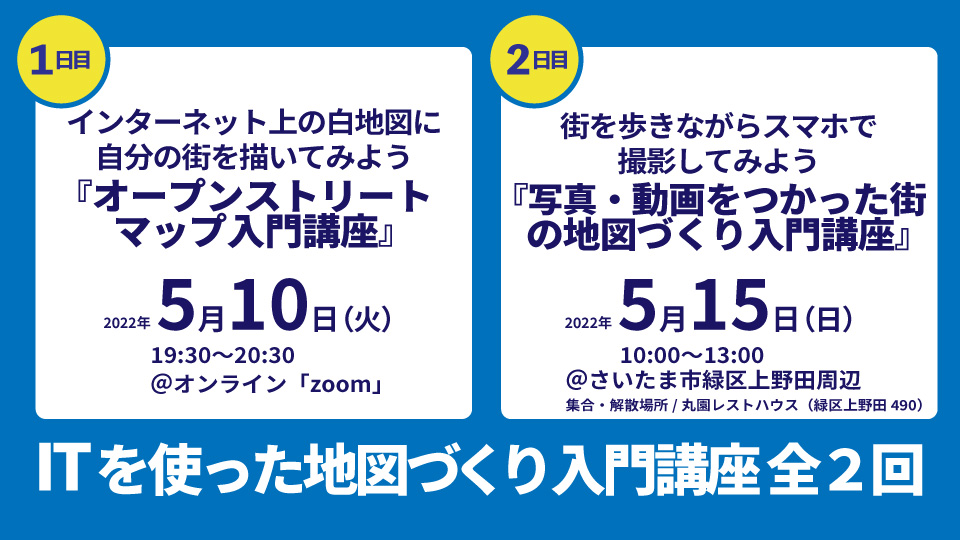 1日目
インターネット上の白地図に
自分の街を描いてみよう
『オープンストリート
マップ入門講座』
2022年 5月10日（火）
19:30〜20:30
＠オンライン「zoom」
2日目
街を歩きながらスマホで
撮影してみよう
『写真・動画をつかった街
の地図づくり入門講座』
2022年 5月15日（日）
10:00〜13:00
＠さいたま市緑区上野田周辺
集合・解散場所 / 丸園レストハウス（緑区上野田 490）
ITを使った地図づくり入門講座 全２回